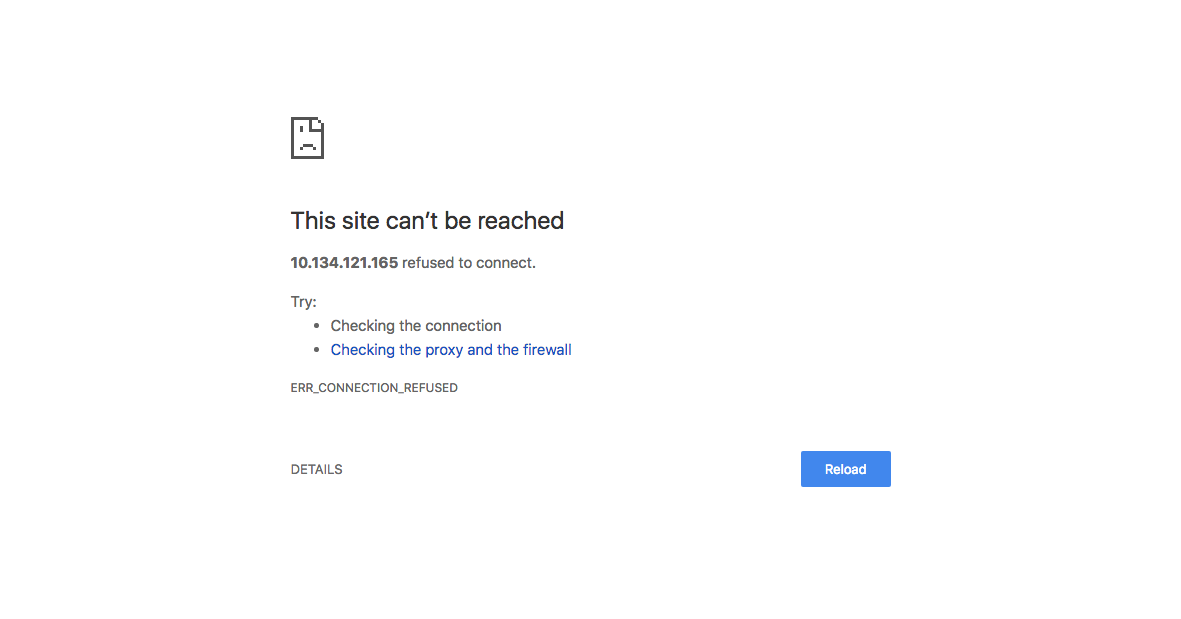 This site can’t be reached
10.134.121.165 refused to connect.
Try:
Checking the connection
Checking the proxy and the firewall
ERR_CONNECTION_REFUSED
DETAILS
Reload